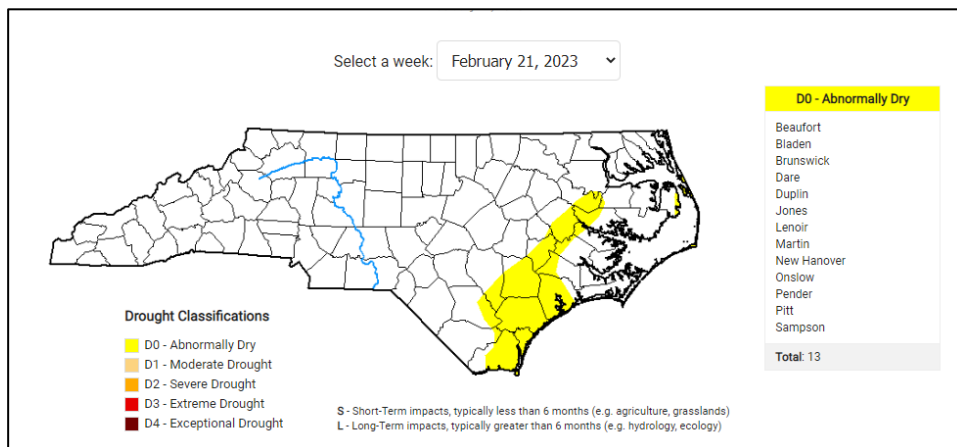 Select a week: February 21, 2023
D0 - Abnormally Dry
Beaufort
Bladen
Brunswick
Dare
Duplin
Jones
Lenoir
Martin
New Hanover
Onslow
Pender
Pitt
Sampson
Total: 13
Drought Classifications
D0 - Abnormally Dry
D1 - Moderate Drought
D2 - Severe Drought
D3 - Extreme Drought
D4 - Exceptional Drought
S - Short-Term impacts, typically less than 6 months (e.g. agriculture, grasslands)
L - Long-Term impacts, typically greater than 6 months (e.g. hydrology, ecology)